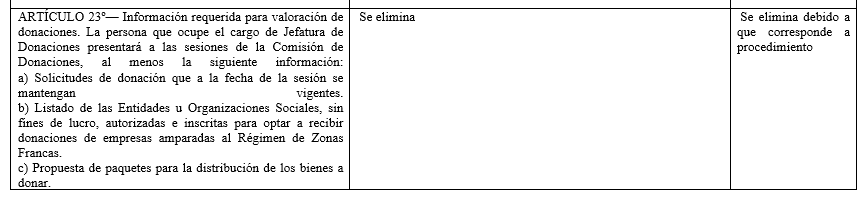 ARTÍCULO 23º— Información requerida para valoración de
donaciones. La persona que ocupe el cargo de Jefatura de
Donaciones presentará a las sesiones de la Comisión de
Donaciones, al menos la siguiente información:
a) Solicitudes de donación que a la fecha de la sesión se
mantengan vigentes.
b) Listado de las Entidades u Organizaciones Sociales, sin
fines de lucro, autorizadas e inscritas para optar a recibir
donaciones de empresas amparadas al Régimen de Zonas
Francas.
c) Propuesta de paquetes para la distribución de los bienes a
donar.
Se elimina
Se elimina debido a
que corresponde a
procedimiento